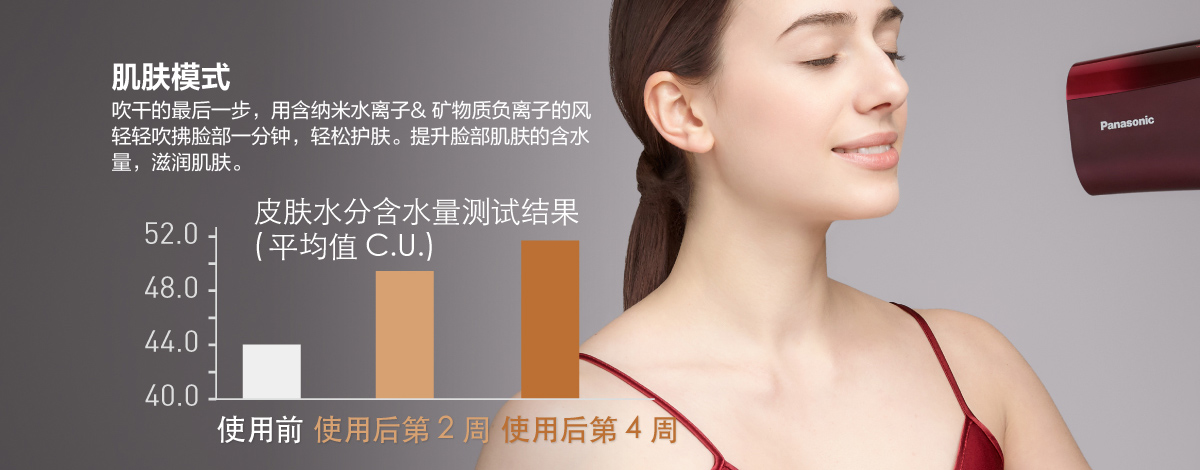 肌肤模式
吹干的最后一步，用含纳米水离子& 矿物质负离子的风
轻轻吹拂脸部一分钟，轻松护肤。提升脸部肌肤的含水
量，滋润肌肤。
皮肤水分含水量测试结果
(平均值 C.U.)
52.0
48.0
44.0
40.0
使用前 使用后第 2 周 使用后第 4 周
Panasonic